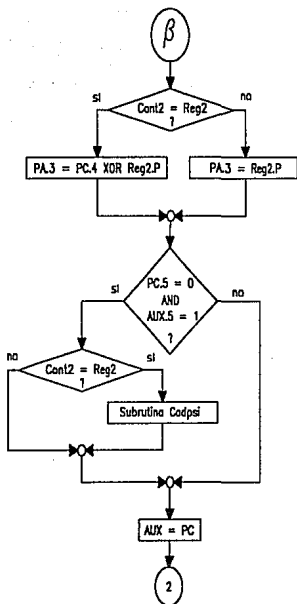 β
si
no
Cont2 = Reg2
?
PA.3 = PC.4 XOR Reg2.P
PA.3 = Reg2.P
PC.5 = 0
si
AND
no
AUX.5 = 1
?
no
si
Cont2 = Reg2
?
Subrutina Codpsi
AUX = PC
2